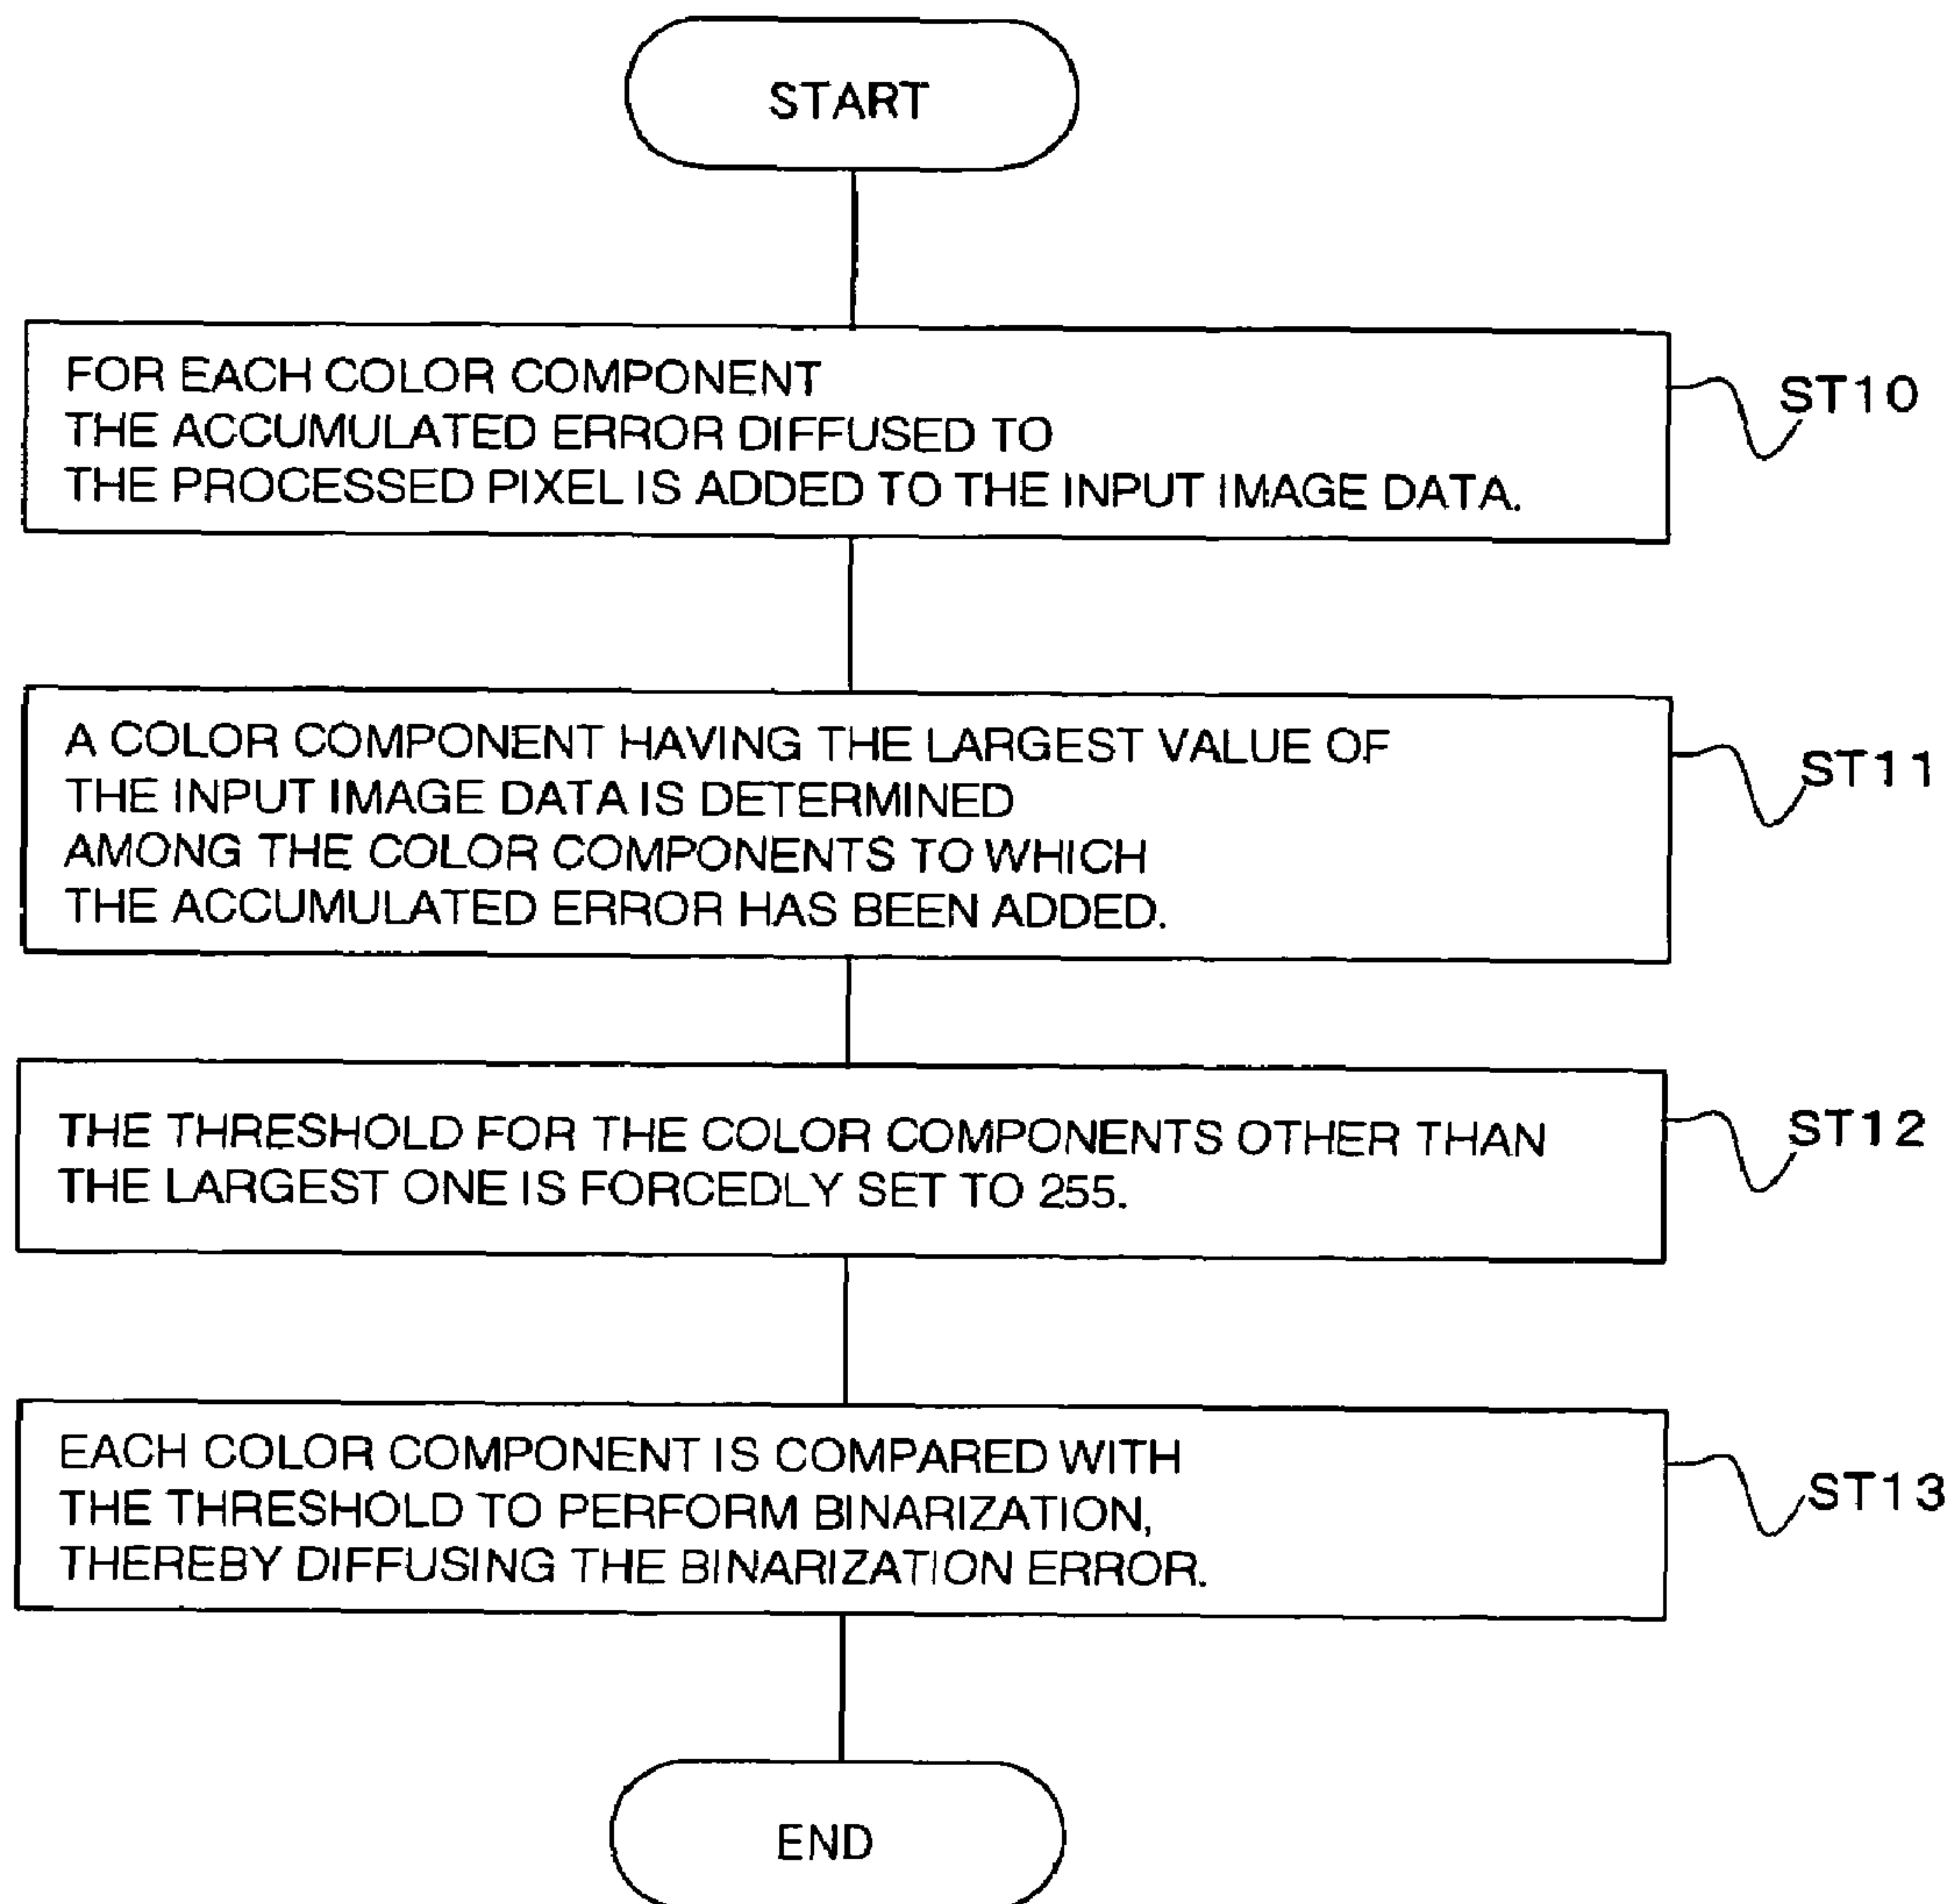 START
FOR EACH COLOR COMPONENT
THE ACCUMULATED ERROR DIFFUSED TO
THE PROCESSED PIXEL IS ADDED TO THE INPUT IMAGE DATA.
ST10
A COLOR COMPONENT HAVING THE LARGEST VALUE OF
THE INPUT IMAGE DATA IS DETERMINED
AMONG THE COLOR COMPONENTS TO WHICH
THE ACCUMULATED ERROR HAS BEEN ADDED.
ST11
THE THRESHOLD FOR THE COLOR COMPONENTS OTHER THAN
THE LARGEST ONE IS FORCEDLY SET TO 255.
ST12
EACH COLOR COMPONENT IS COMPARED WITH
THE THRESHOLD TO PERFORM BINARIZATION,
THEREBY DIFFUSING THE BINARIZATION ERROR.
ST13
END